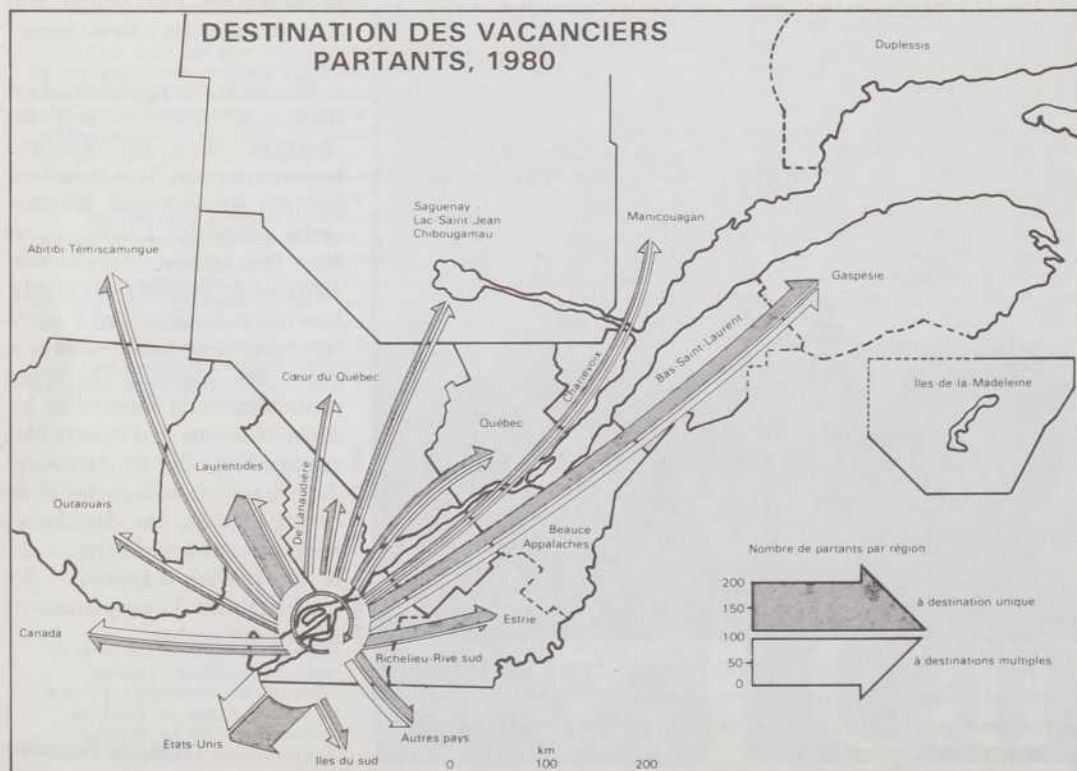 DESTINATION DES VACANCIERS
PARTANTS, 1980
Duplessis
Saguenay -
Lac-Saint-Jean
Chibougamau
Manicouagan
Abitibi Témiscamingue
Gaspésie
Charlevoix
Bas-Saint-Laurent
Cœur du Québec
Îles-de-la-Madeleine
Québec
Laurentides
De Lanaudière
Outaouais
Beauce
Appalaches
Nombre de partants par région
200
150
100
50
0
à destination unique
à destinations multiples
Estrie
Canada
Richelieu-Rive sud
États-Unis
Iles du sud
Autres pays
km
0 100 200